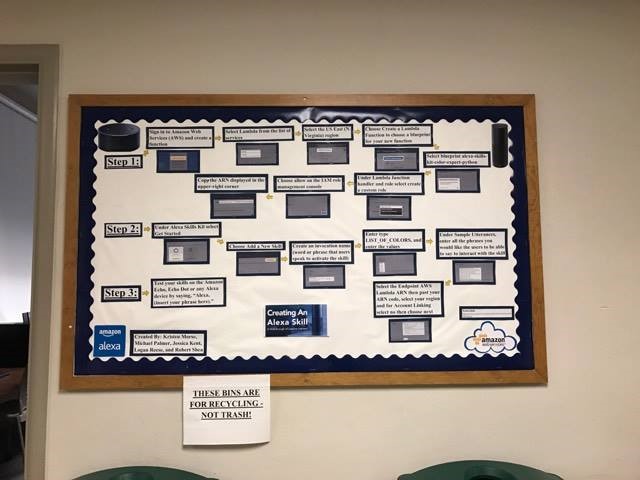 Sign in to Amazon Web
Services (AWS) and create a
function
Select Lambda from the list of
services
Select the US East (N
Virginia) region
Choose Create a Lambda
Function to choose a blueprint
for your new function
Step 1:
Select blueprint alexa-skills-
kit-color-expert-python
Copy the ARN displayed in the
upper-right corner
Choose allow on the IAM role
management console
Under Lambda function
handler and role select create
a custom role
Step 2:
Under Alexa Skills Kit select
Get Started
Choose Add a New Skill
Create an invocation name
(word or phrase that users
speak to activate the skill)
Enter type
LIST_OF_COLORS, and
enter the values
Under Sample Utterances,
enter all the phrases you
would like the users to be able
to say to interact with the skill
Step 3:
Test your skills on the Amazon
Echo, Echo Dot or any Alexa
device by saying, "Alexa,
(insert your phrase here)."
Select the Endpoint AWS
Lambda ARN then past your
ARN code, select your region
and for Account Linking
select no then choose next
Creating An
Alexa Skill
amazon
alexa
Created By: Kristen Morse,
Michael Palmer, Jessica Kent,
Logan Reese, and Robert Shea
amazon
web services
THESE BINS ARE
FOR RECYCLING -
NOT TRASH!